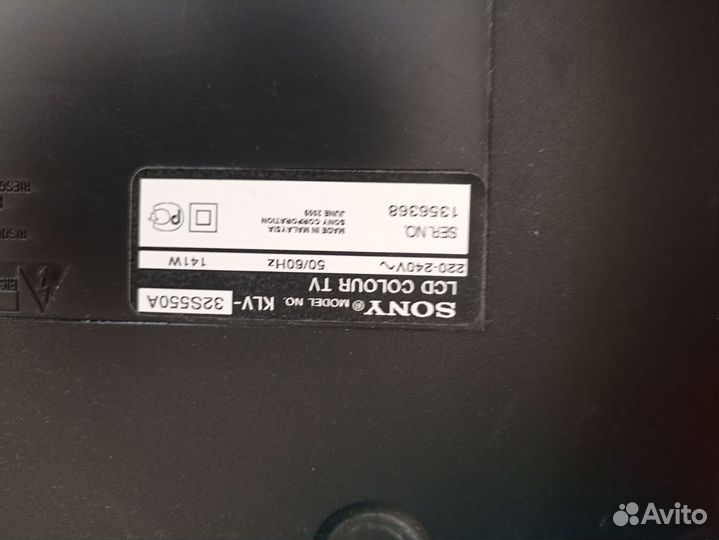 SONY® MODEL NO. KLV-32S550A
LCD COLOUR TV
220-240V~ 50/60Hz 141W
SER.NO.
1356368
MADE IN MALAYSIA
SONY CORPORATION
JUNE 2009
PC
Avito